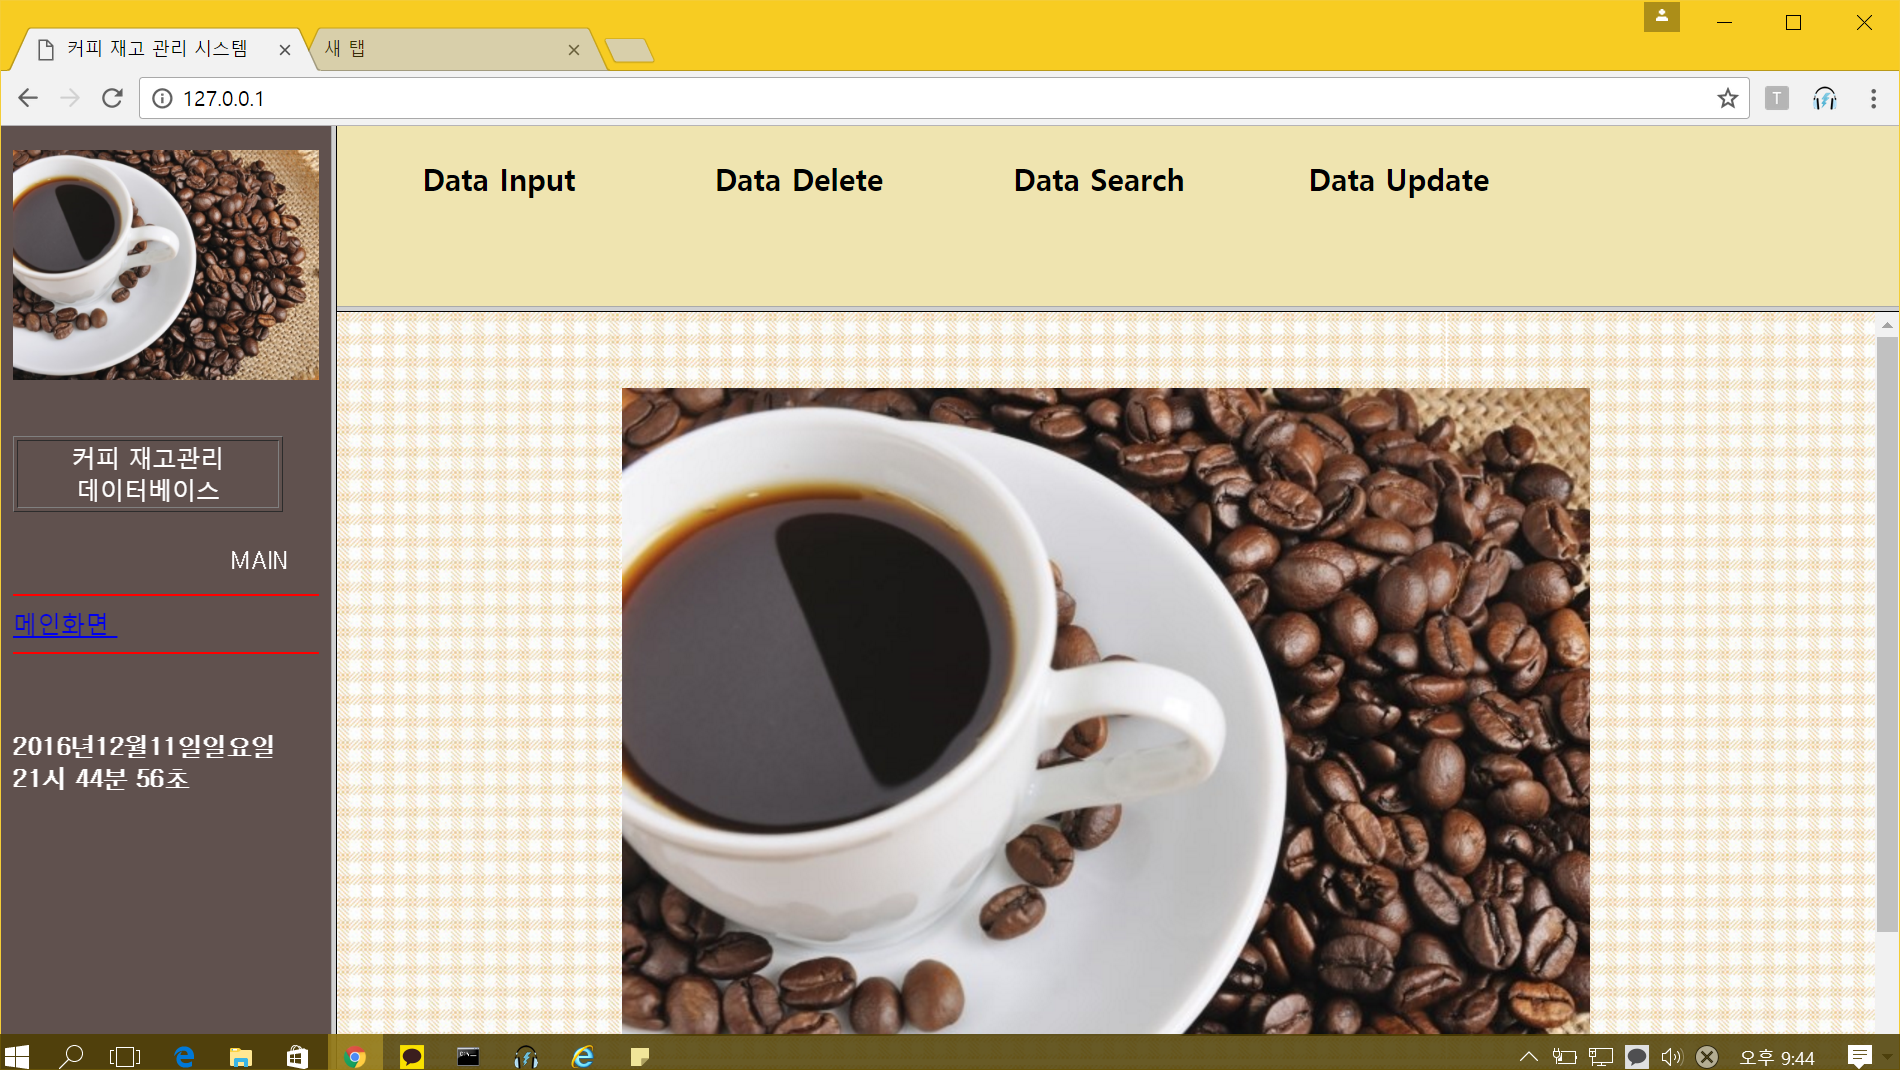 커피 재고 관리 시스템
새 탭
127.0.0.1
T
Data Input
Data Delete
Data Search
Data Update
커피 재고관리
데이터베이스
MAIN
메인화면
2016년12월11일일요일
21시 44분 56초
오후 9:44